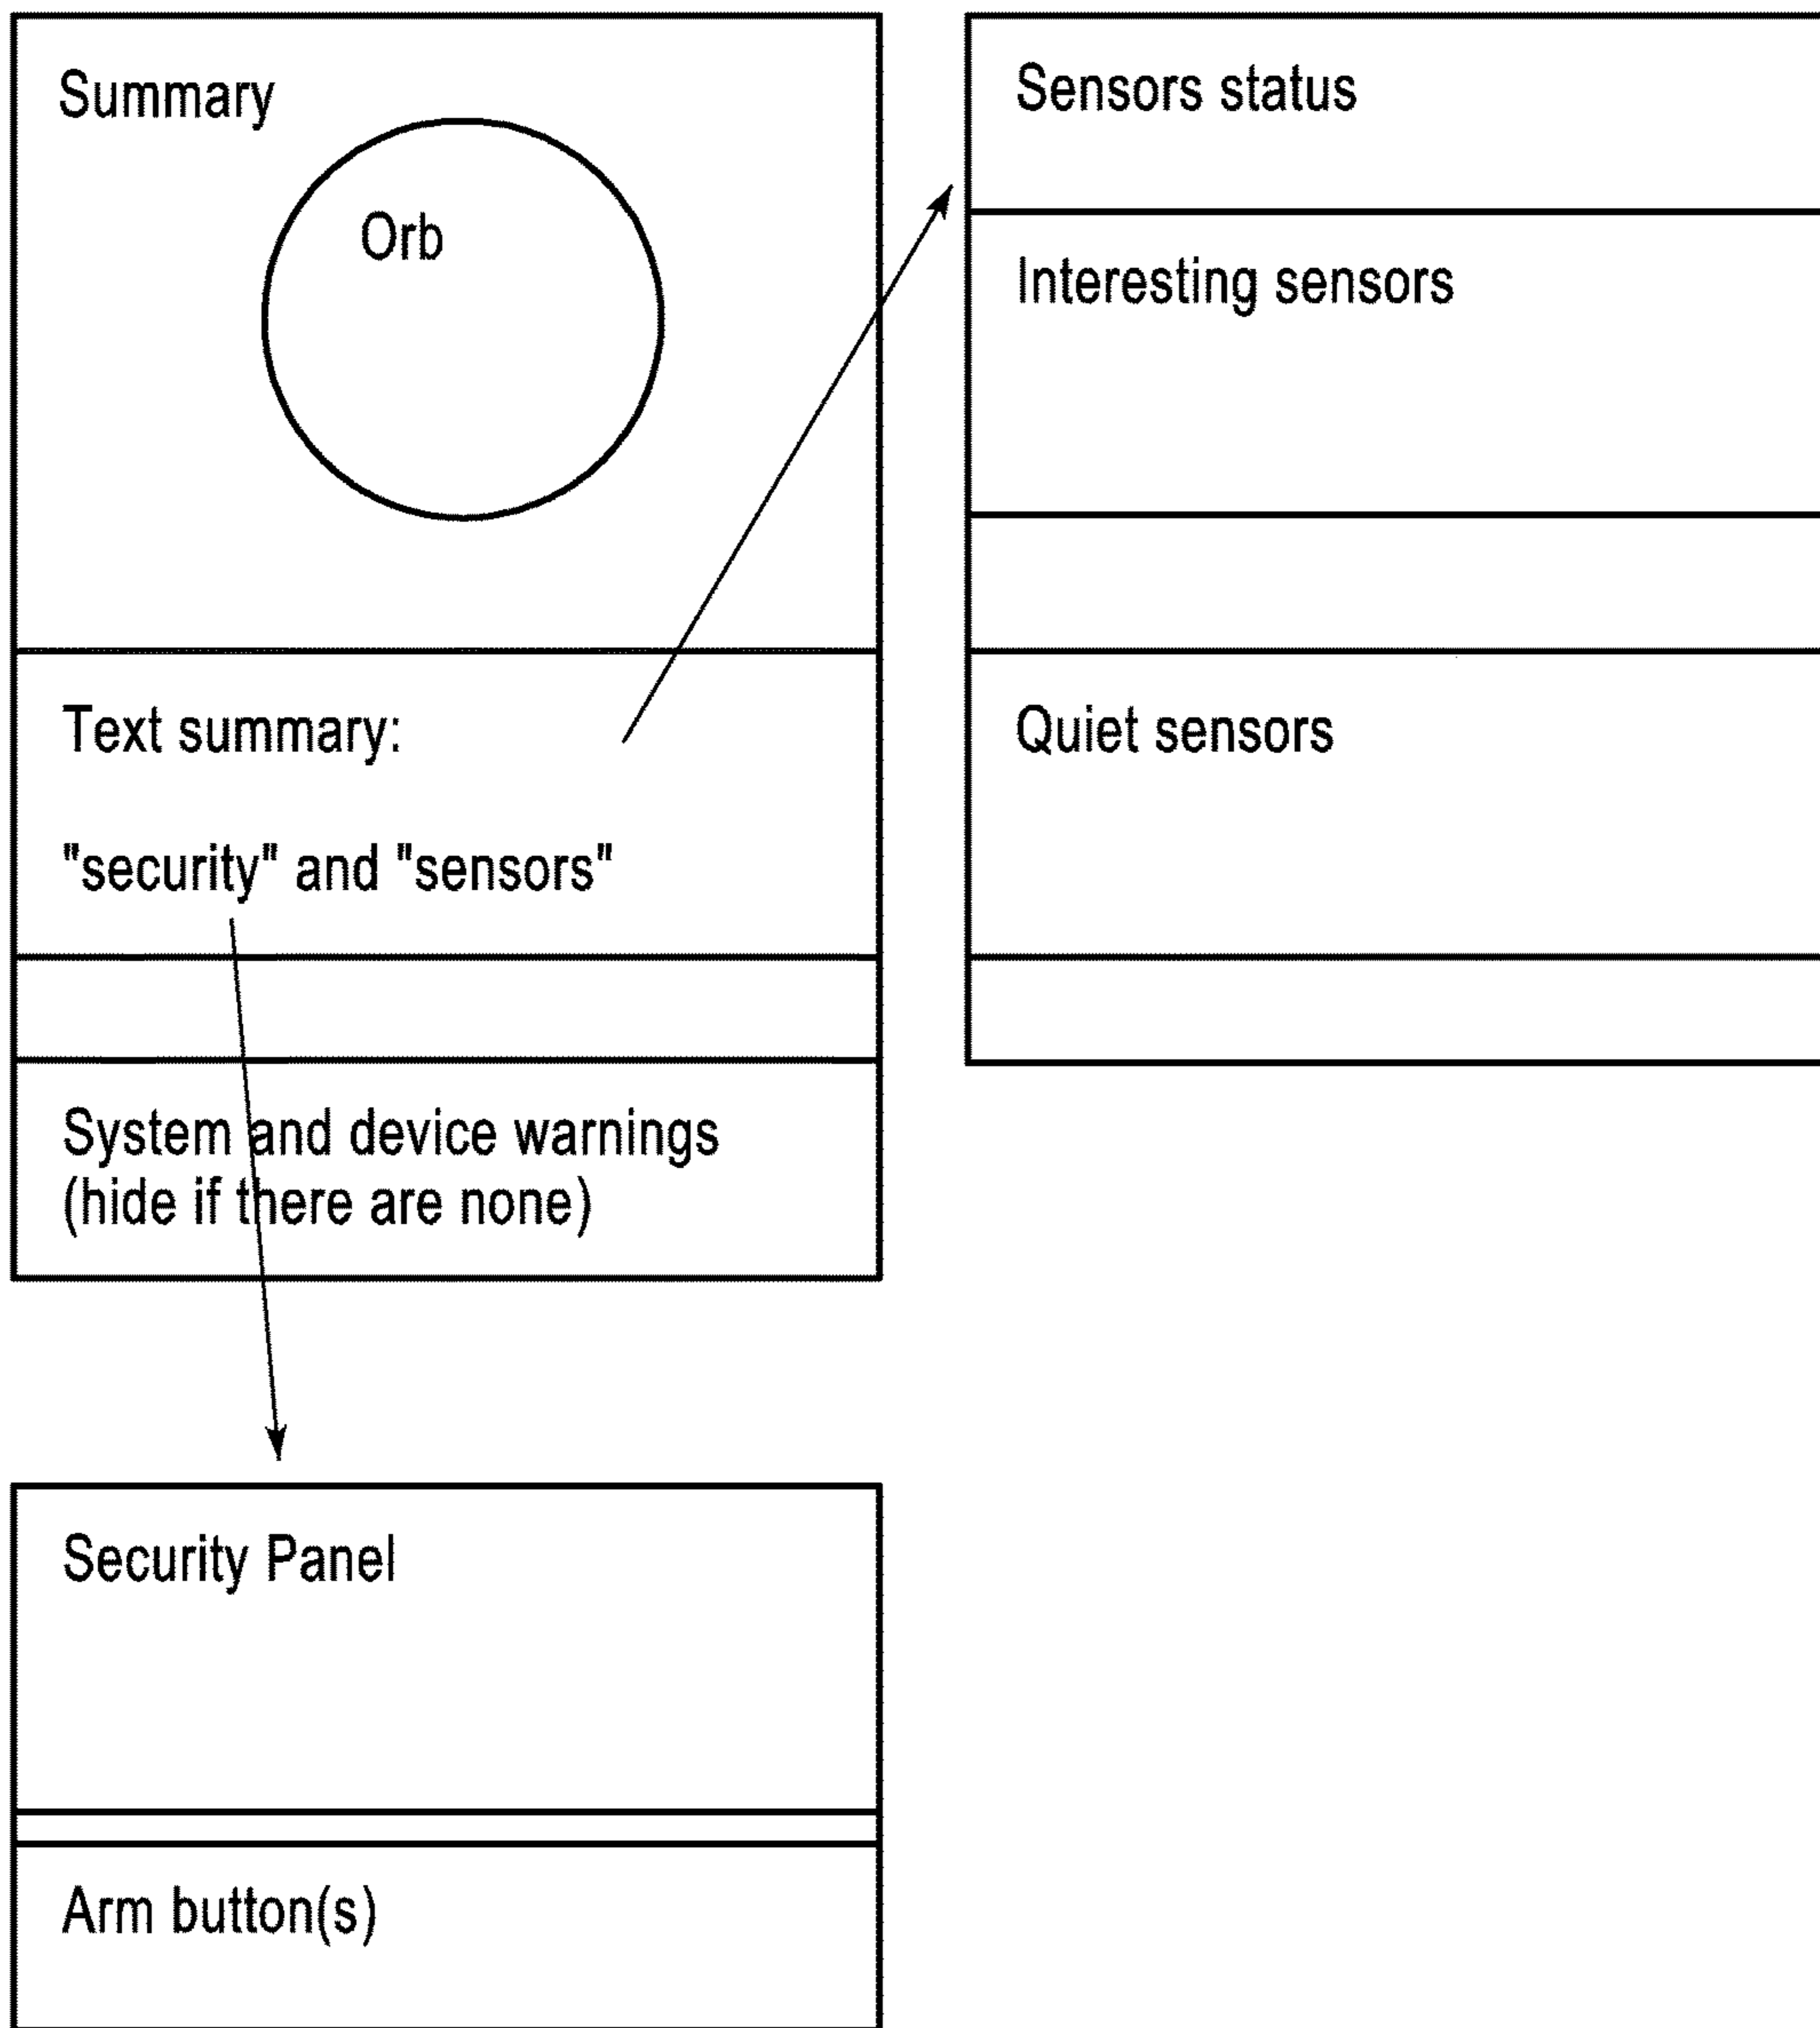 Summary
Orb
Text summary:
"security" and "sensors"
System and device warnings
(hide if there are none)
Sensors status
Interesting sensors
Quiet sensors
Security Panel
Arm button(s)